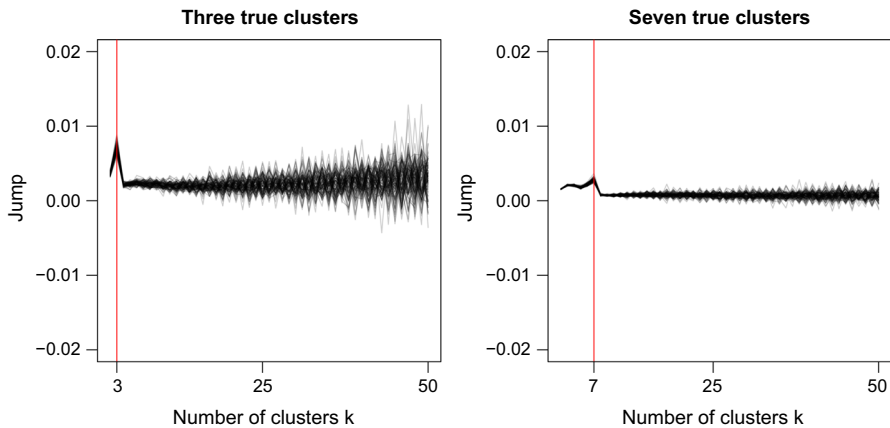 Three true clusters
0.02
0.01
0.00
−0.01
−0.02
Jump
3
25
50
Number of clusters k
Seven true clusters
0.02
0.01
0.00
−0.01
−0.02
Jump
7
25
50
Number of clusters k